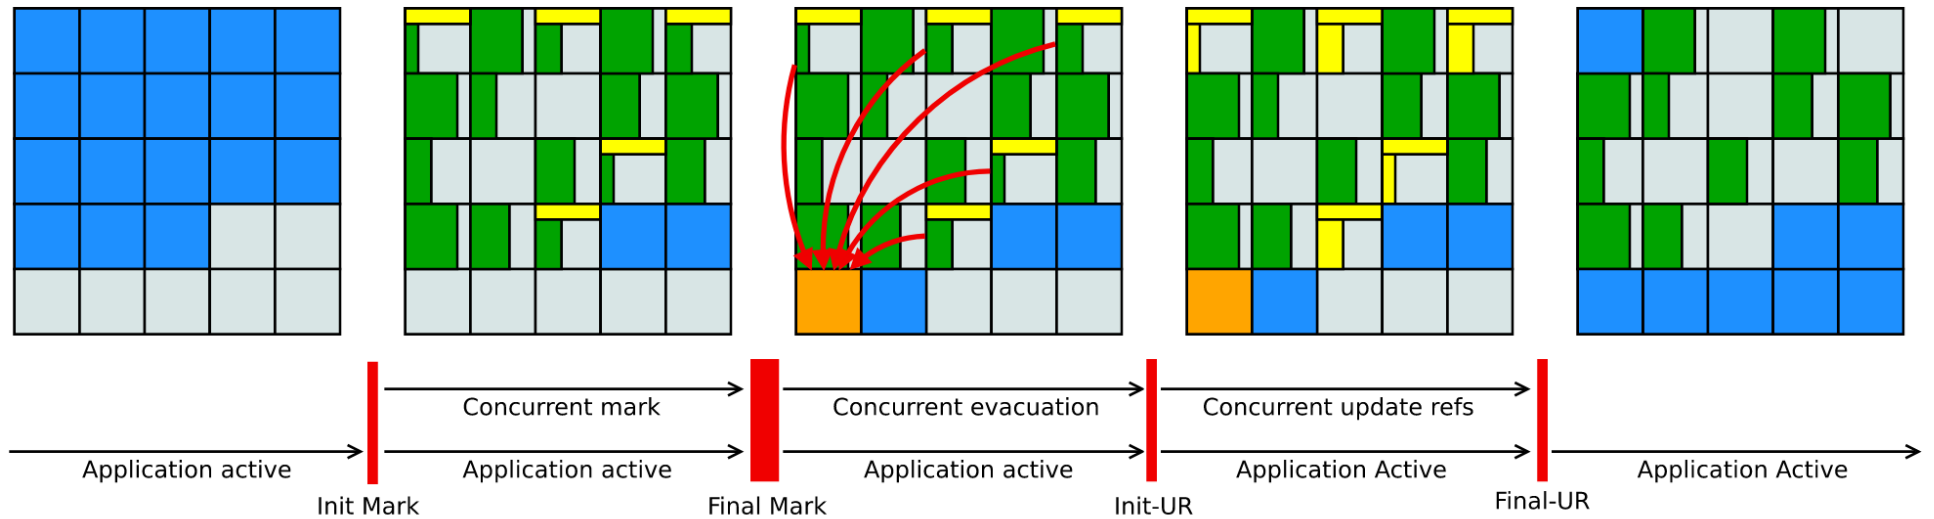 Concurrent mark
Concurrent evacuation
Concurrent update refs
Application active
Application active
Application active
Application Active
Application Active
Init Mark
Final Mark
Init-UR
Final-UR